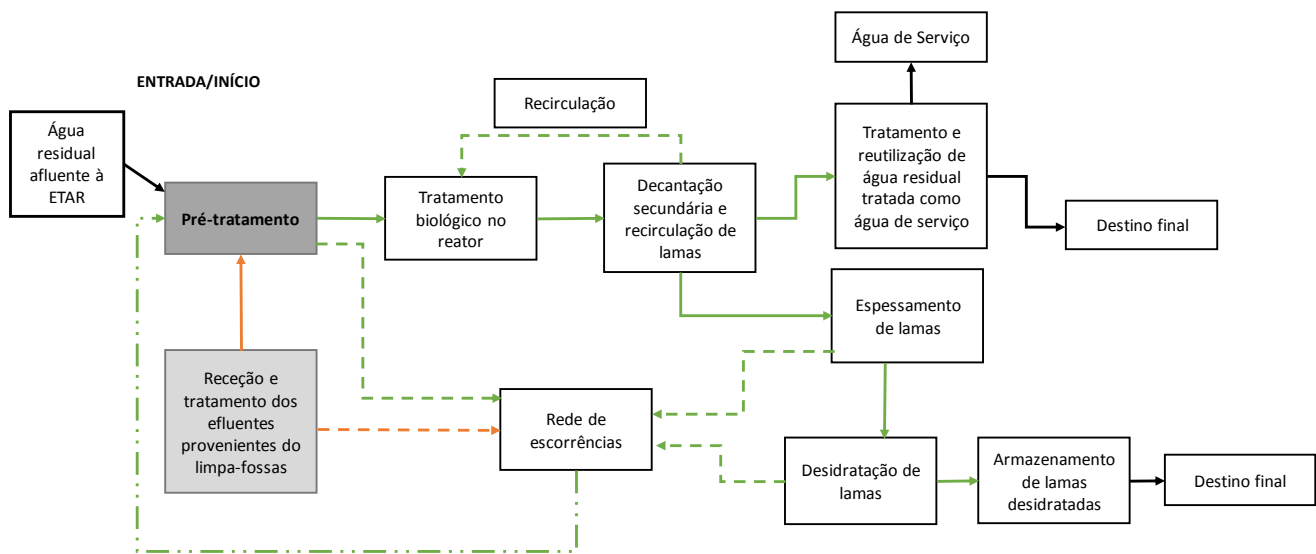 Água de Serviço
ENTRADA/INÍCIO
Recirculação
Água
residual
afluente à
ETAR
Pré-tratamento
Tratamento
biológico no
reator
Decantação
secundária e
recirculação de
lamas
Tratamento e
reutilização de
água residual
tratada como
água de serviço
Destino final
Espessamento
de lamas
Receção e
tratamento dos
efluentes
provenientes do
limpa-fossas
Rede de
escorrências
Desidratação de
lamas
Armazenamento
de lamas
desidratadas
Destino final